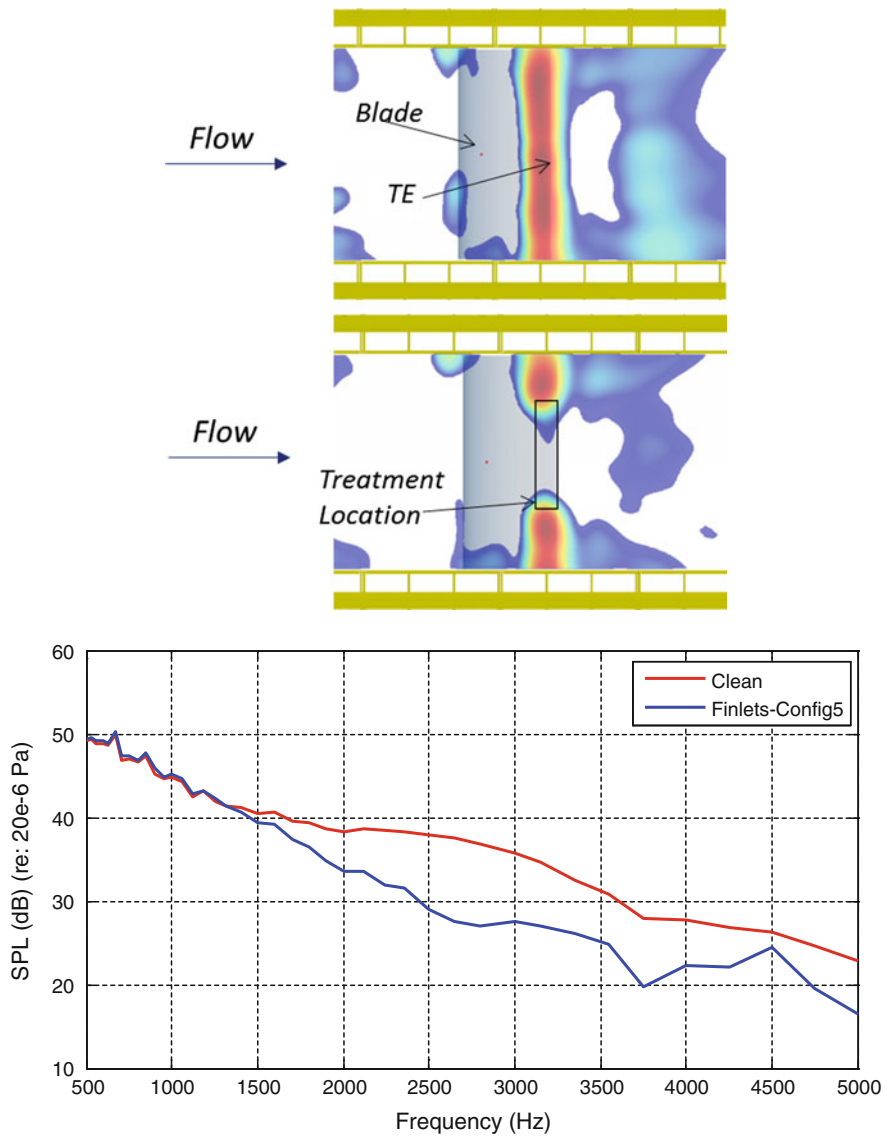 Blade
Flow
TE
Flow
Treatment
Location
60
50
40
30
20
10
SPL (dB) (re: 20e-6 Pa)
Clean
Finlets-Config5
500 1000 1500 2000 2500 3000 3500 4000 4500 5000
Frequency (Hz)